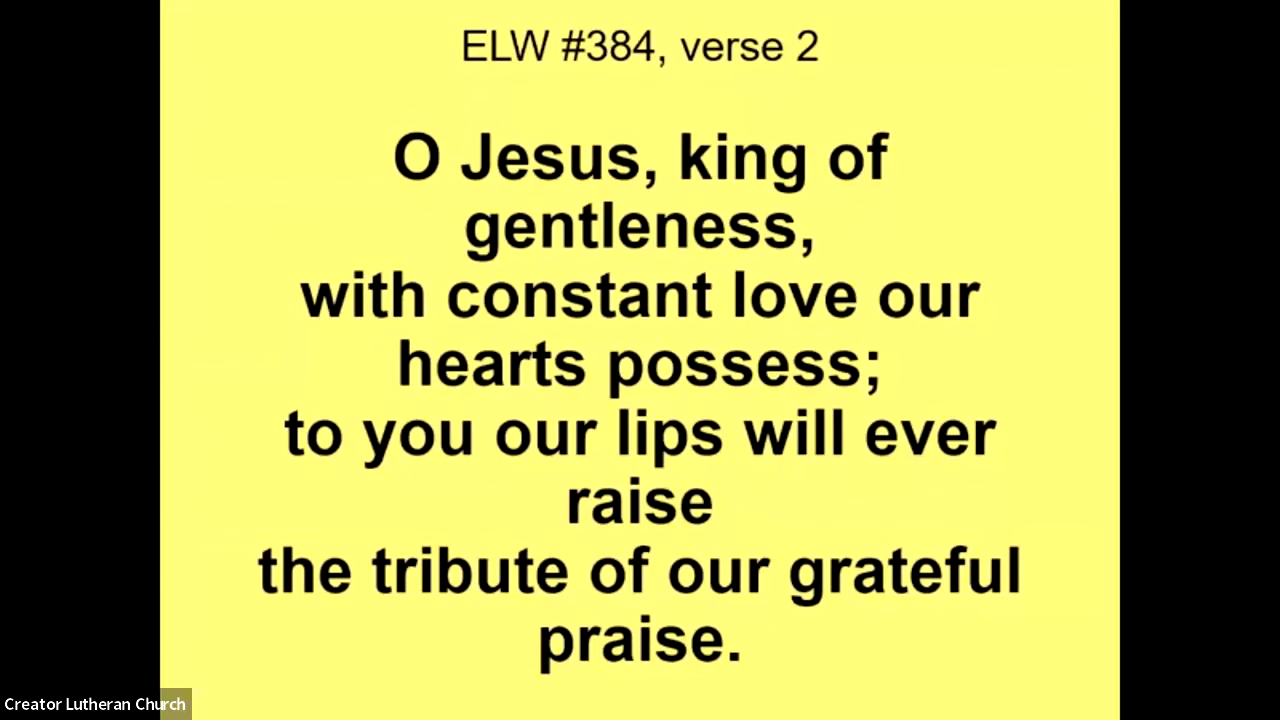 ELW #384, verse 2
O Jesus, king of
gentleness,
with constant love our
hearts possess;
to you our lips will ever
raise
the tribute of our grateful
praise.
Creator Lutheran Church